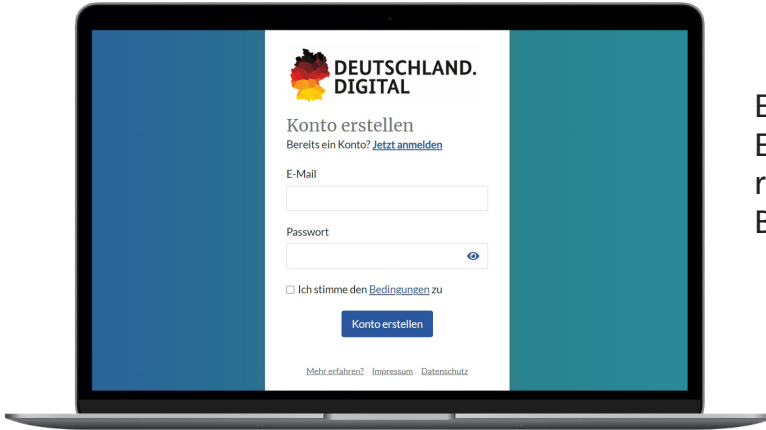 DEUTSCHLAND.
DIGITAL
Konto erstellen
Bereits ein Konto? Jetzt anmelden
E-Mail
Passwort
Ich stimme den Bedingungen zu
Konto erstellen
Mehr erfahren? Impressum Datenschutz